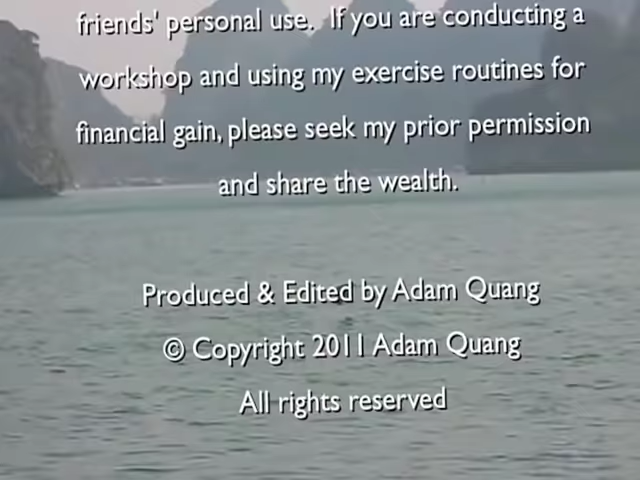 friends' personal use.  If you are conducting a
workshop and using my exercise routines for
financial gain, please seek my prior permission
and share the wealth.
Produced & Edited by Adam Quang
© Copyright 2011 Adam Quang
All rights reserved